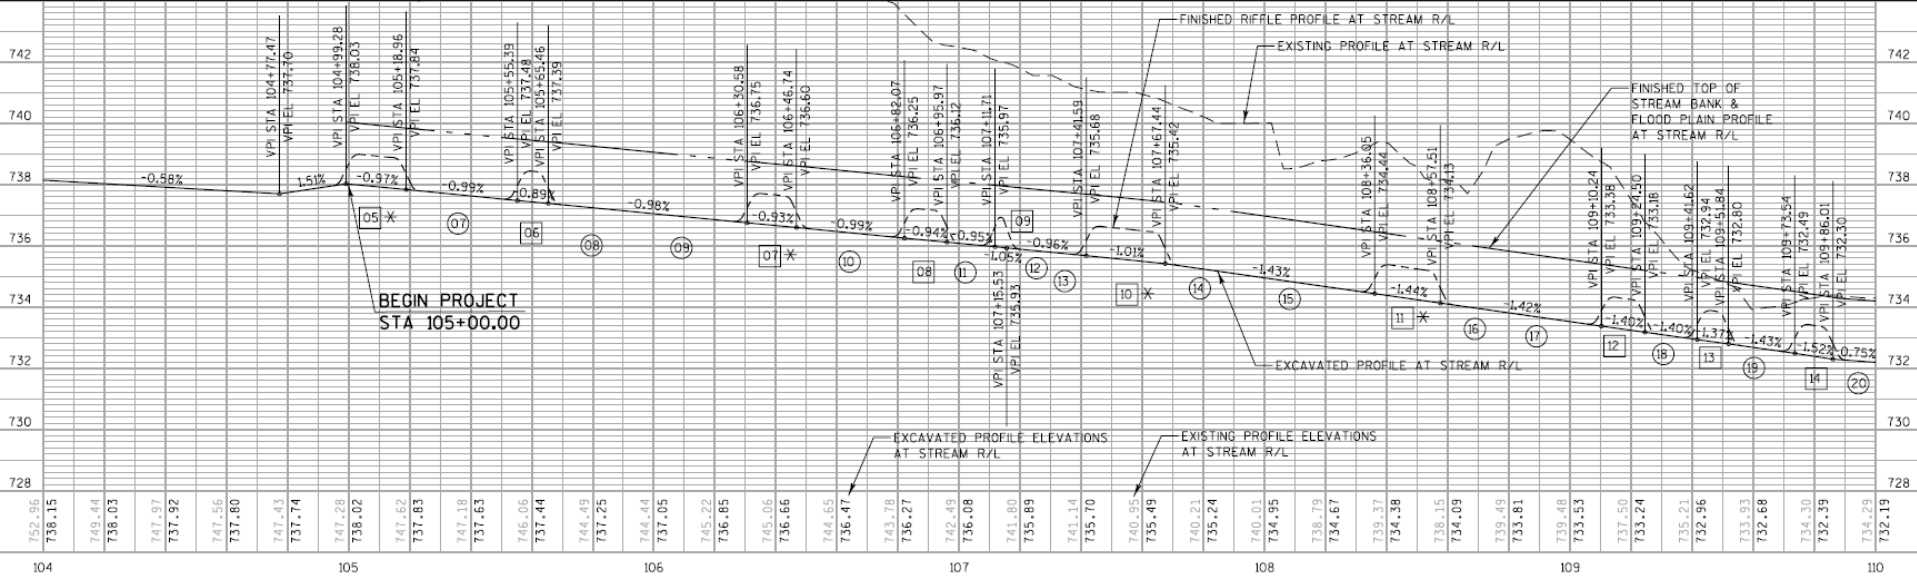 FINISHED RIFFLE PROFILE AT STREAM R/L
EXISTING PROFILE AT STREAM R/L
FINISHED TOP OF
STREAM BANK &
FLOOD PLAIN PROFILE
AT STREAM R/L
742
740
738
736
734
732
730
728
742
740
738
736
734
732
730
728
VPI STA 104+77.47
VPI EL 737.70
VPI STA 104+99.28
VPI EL 738.03
VPI STA 105+18.96
VPI EL 737.84
VPI STA 105+55.39
VPI EL 737.48
VPI STA 105+65.46
VPI EL 737.39
VPI STA 106+30.58
VPI EL 736.75
VPI STA 106+46.74
VPI EL 736.60
VPI STA 106+82.07
VPI EL 736.25
VPI STA 106+95.97
VPI EL 736.12
VPI STA 107+11.71
VPI EL 735.97
VPI STA 107+15.53
VPI EL 735.93
VPI STA 107+41.59
VPI EL 735.68
VPI STA 107+67.44
VPI EL 735.42
VPI STA 108+36.05
VPI EL 734.44
VPI STA 108+57.51
VPI EL 734.13
VPI STA 109+10.24
VPI EL 733.38
VPI STA 109+24.50
VPI EL 733.18
VPI STA 109+41.62
VPI EL 732.94
VPI STA 109+51.84
VPI EL 732.80
VPI STA 109+73.54
VPI EL 732.49
VPI STA 109+86.01
VPI EL 732.30
-0.58%
1.51%
-0.97%
-0.99%
-0.89%
-0.98%
-0.93%
-0.99%
-0.94%
-0.95%
-1.05%
-0.96%
-1.01%
-1.43%
-1.44%
-1.42%
-1.40%
-1.40%
-1.37%
-1.43%
-1.52%
-0.75%
05 *
07
06
08
09
07 *
10
08
11
09
12
13
10 *
14
15
11 *
16
17
12
18
13
19
14
20
BEGIN PROJECT
STA 105+00.00
EXCAVATED PROFILE AT STREAM R/L
EXCAVATED PROFILE ELEVATIONS
AT STREAM R/L
EXISTING PROFILE ELEVATIONS
AT STREAM R/L
752.96
738.15
749.44
738.03
747.97
737.92
747.56
737.80
747.43
737.74
747.28
738.02
747.62
737.83
747.18
737.63
746.06
737.44
744.49
737.25
744.44
737.05
745.22
736.85
745.06
736.66
744.65
736.47
743.78
736.27
742.49
736.08
741.80
735.89
741.14
735.70
740.95
735.49
740.21
735.24
740.01
734.95
738.79
734.67
739.37
734.38
738.15
734.09
739.49
733.81
739.48
733.53
737.50
733.24
735.21
732.96
733.93
732.68
734.30
732.39
734.29
732.19
104
105
106
107
108
109
110